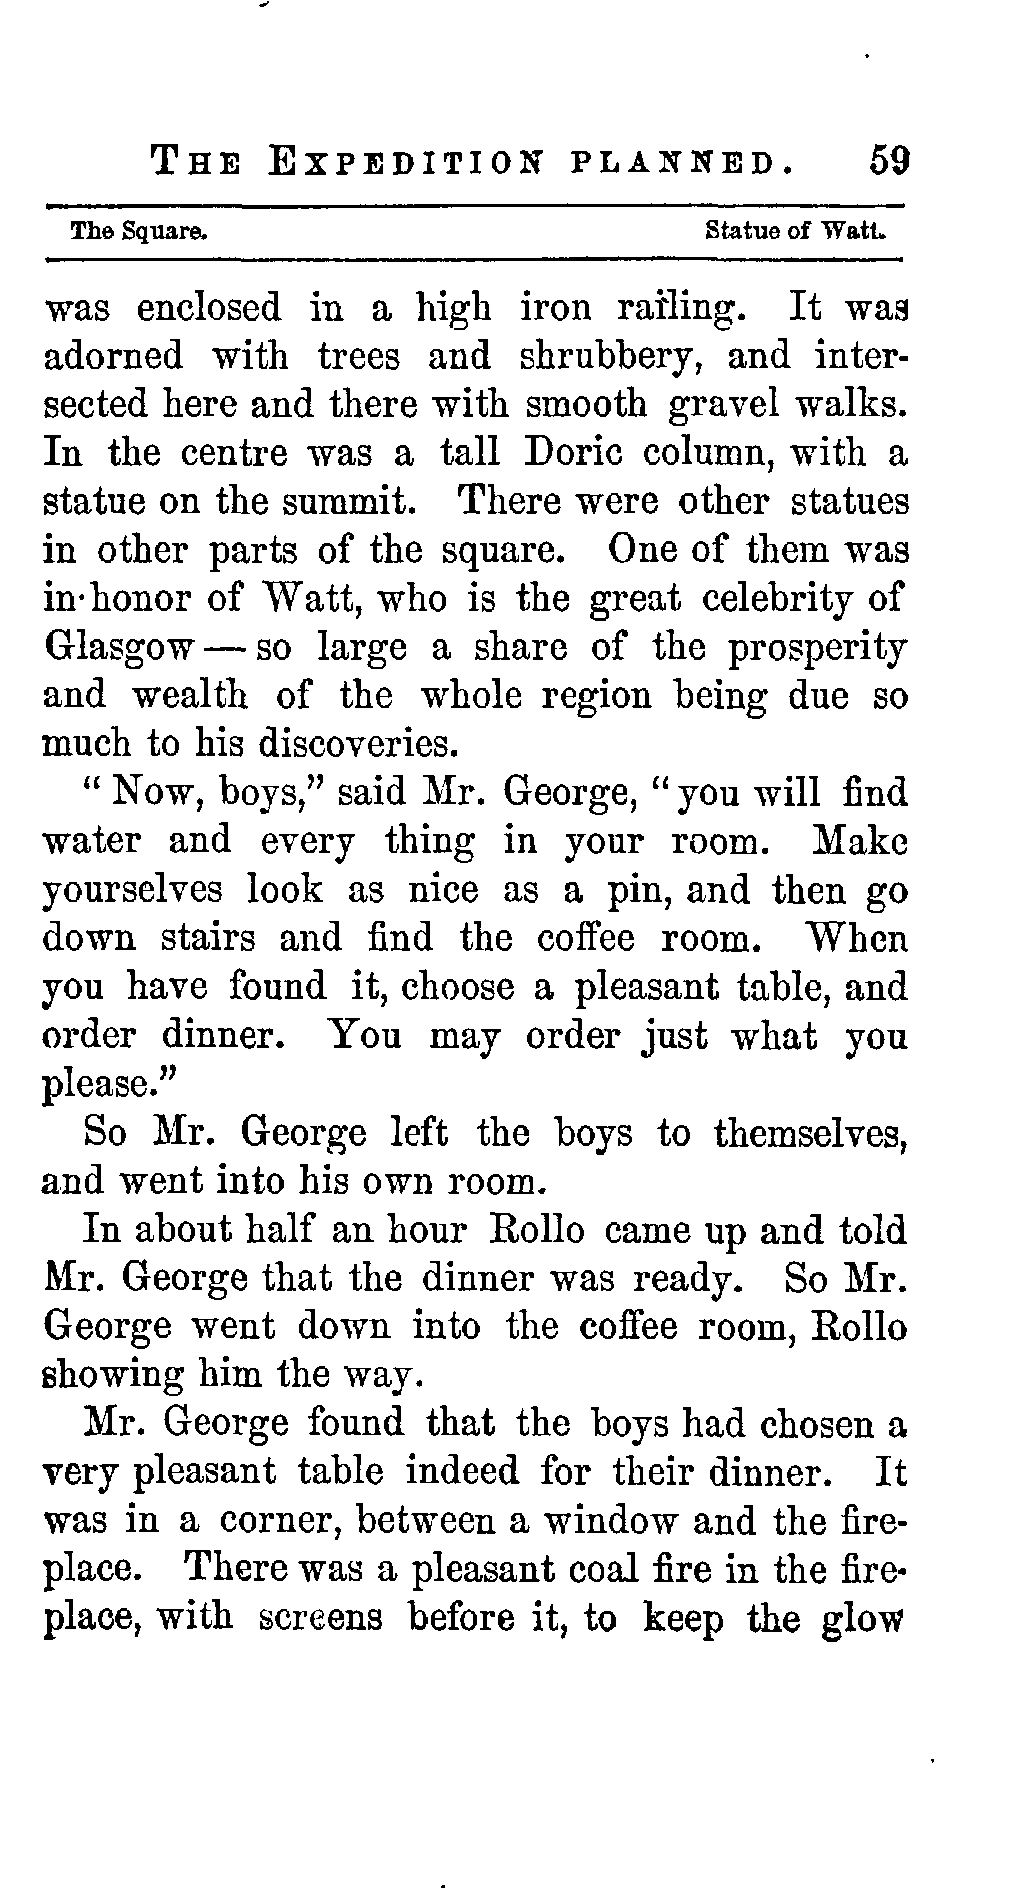 The Expedition planned. 59
The Square. Statue of Watt.
was enclosed in a high iron railing. It was
adorned with trees and shrubbery, and inter-
sected here and there with smooth gravel walks.
In the centre was a tall Doric column, with a
statue on the summit. There were other statues
in other parts of the square. One of them was
in honor of Watt, who is the great celebrity of
Glasgow — so large a share of the prosperity
and wealth of the whole region being due so
much to his discoveries.
“Now, boys,” said Mr. George, “you will find
water and every thing in your room. Make
yourselves look as nice as a pin, and then go
down stairs and find the coffee room. When
you have found it, choose a pleasant table, and
order dinner. You may order just what you
please.”
So Mr. George left the boys to themselves,
and went into his own room.
In about half an hour Rollo came up and told
Mr. George that the dinner was ready. So Mr.
George went down into the coffee room, Rollo
showing him the way.
Mr. George found that the boys had chosen a
very pleasant table indeed for their dinner. It
was in a corner, between a window and the fire-
place. There was a pleasant coal fire in the fire-
place, with screens before it, to keep the glow